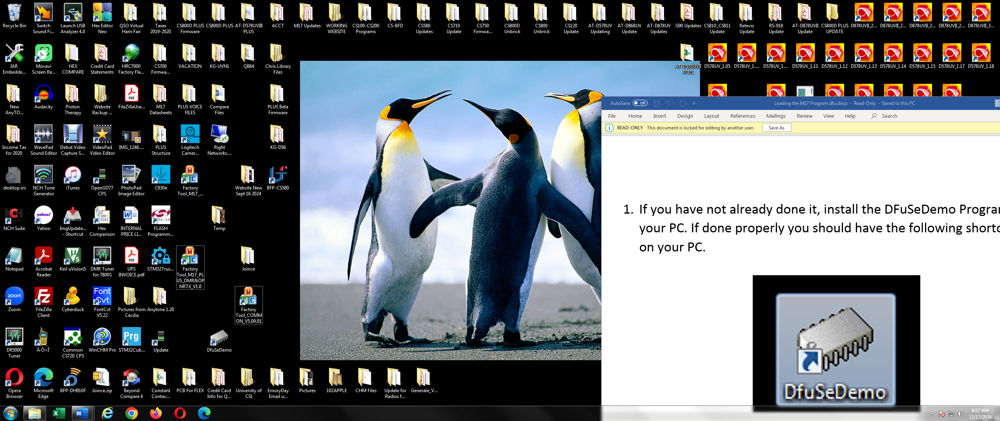 Recycle Bin
Switch
Sound Fi...
Launch USB
Analyzer 4.0
Hex Editor
Neo
QSO Virtual
Ham Fair
Taxes
2019-2020
CS800D PLUS
Firmware
CS800D PLUS
AT-D578UVIII
PLUS
ACCT
M17 Updates
WORKING
WEBSITE
CS100-CS200
Programs
CS-BFD
CS580
Updates
CS710
Update
CS750
Firmwa...
CS800D
Unbrick
CS800
Unbrick
CS120
Update
AT-D578UV
Updating
AT-D868UV
Update
AT-D878UV
Updates
G90 Updates
CS810_CS811
Update
Retevis
Update
RS-918
Update
AT-D878UVII
Update
CS800D PLUS
UPDATE
D878UVII_2...
D878UVII_2...
D878UVII_2...
D878UVII_2...
D878UVII_3...
IAR
Embedde...
Movavi
Screen Re...
HEX
COMPARE
Credit Card
Statements
HRC7000
Factory Fla...
CS700
Firmwa...
VACATION
KG-UVN1
QB64
Chris Library
Files
AT-D578UVII
PLUS
D578UV_1.05
D578UV_1....
D578UV_1....
D578UV_1.11
D578UV_1.12
D578UV_1.13
D578UV_1.14
D578UV_1.15
D578UV_1.17
D578UV_1.18
New
AnyTO...
Audacity
Proton
Therapy
Website
Backup ...
FileZillaUse...
M17
Datasheets
PLUS VOICE
FILES
Compare
Files
PLUS Beta
Firmware
Income Tax
for 2020
WavePad
Sound Editor
Debut Video
Capture S...
VideoPad
Video Editor
IMG_1246....
PLUS
Structure
Logitech
Camer...
Right
Networks....
KG-D56
desktop.ini
NCH Tone
Generator
iTunes
OpenGD77
CPS
PhotoPad
Image Editor
C930e
Factory
Tool_M17_...
Website New
Sept 16 2024
BFP-CS580
NCH Suite
Yahoo
ImgUpdate...
- Shortcut
Hex
Comparison
INTERNAL
PRICE LI...
FLASH
Programm...
Temp
Notepad
Acrobat
Reader
Keil uVision5
DMR Tuner
for 7800S
UPS
INVOICE.pdf
STM32Trus...
Factory
Tool_M17_PL
US_DMR&OP
NRTX_V1.0
Joince
Zoom
FileZilla
Client
Cyberduck
FontCvt
V5.22
Pictures from
Cecilia
Anytone 1.20
Factory
Tool_COMM
ON_V5.09.01
DR5000
Tuner
Â·Ò×Í¨
Common
CS720 CPS
WinCHM Pro
STM32Cub...
Update
DfuSeDemo
Opera
Browser
Microsoft
Edge
BFP-DH910F
Joince.zip
Beyond
Compare 4
Constant
Contac...
PCB For FLEX
Credit Card
Info for Q...
University of
CSI
EmoryDay
Email u...
Pictures
102APPLE
CHM Files
Update for
Radios f...
Generate_V...
AutoSave Off
Loading the M17 Program.dfu.docx - Read-Only - Saved to this PC
File Home Insert Design Layout References Mailings Review View Help Search
READ-ONLY This document is locked for editing by another user. Save As
1. If you have not already done it, install the DFuSeDemo Progra
your PC. If done properly you should have the following shortc
on your PC.
DfuSeDemo
8:17 AM
12/17/2024